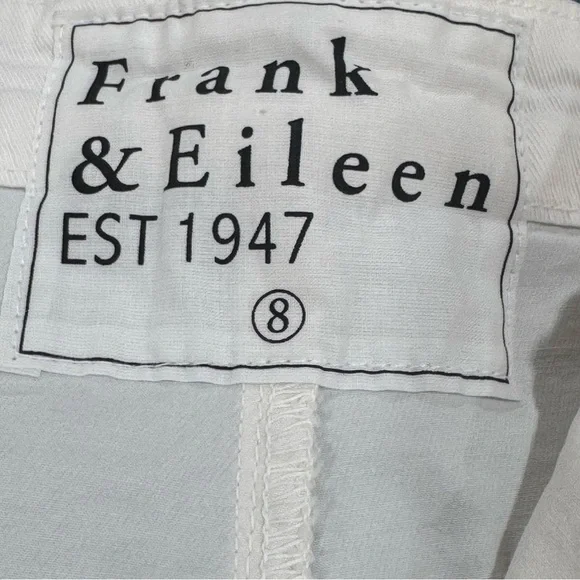 Frank
& Eileen
EST 1947
8